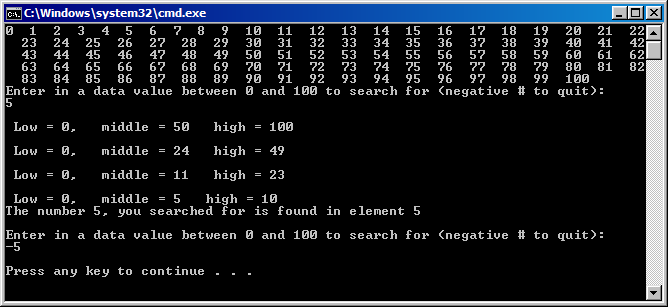 C:\Windows\system32\cmd.exe
0 1 2 3 4 5 6 7 8 9 10 11 12 13 14 15 16 17 18 19 20 21 22
23 24 25 26 27 28 29 30 31 32 33 34 35 36 37 38 39 40 41 42
43 44 45 46 47 48 49 50 51 52 53 54 55 56 57 58 59 60 61 62
63 64 65 66 67 68 69 70 71 72 73 74 75 76 77 78 79 80 81 82
83 84 85 86 87 88 89 90 91 92 93 94 95 96 97 98 99 100
Enter in a data value between 0 and 100 to search for (negative # to quit):
5
Low = 0, middle = 50 high = 100
Low = 0, middle = 24 high = 49
Low = 0, middle = 11 high = 23
Low = 0, middle = 5 high = 10
The number 5, you searched for is found in element 5
Enter in a data value between 0 and 100 to search for (negative # to quit):
-5
Press any key to continue . . .